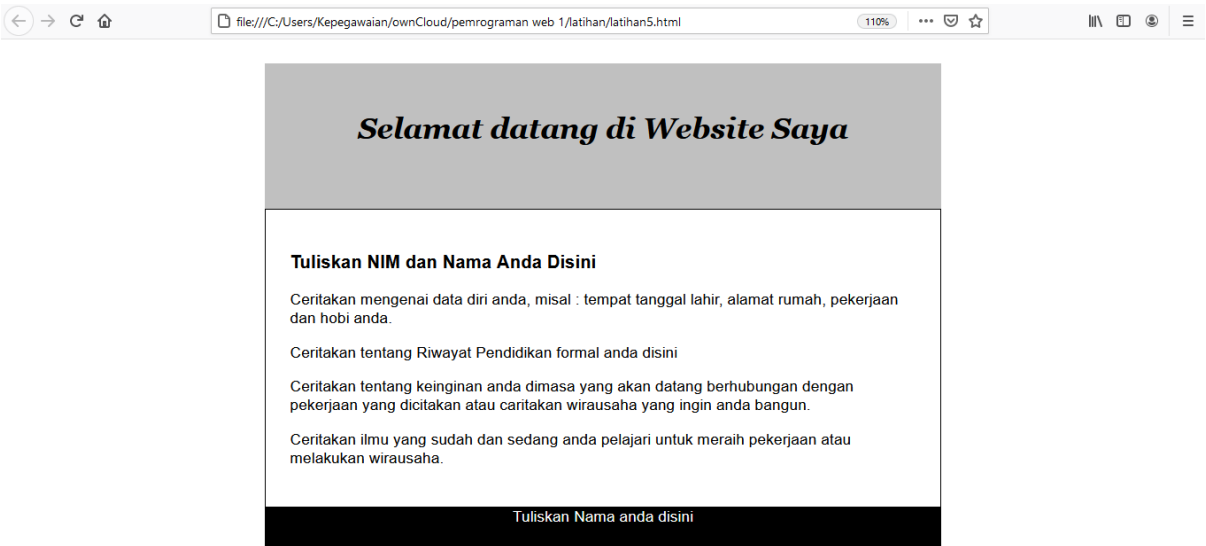 file:///C:/Users/Kepegawaian/ownCloud/pemrograman web 1/latihan/latihan5.html
110%
Selamat datang di Website Saya
Tuliskan NIM dan Nama Anda Disini
Ceritakan mengenai data diri anda, misal : tempat tanggal lahir, alamat rumah, pekerjaan
dan hobi anda.
Ceritakan tentang Riwayat Pendidikan formal anda disini
Ceritakan tentang keinginan anda dimasa yang akan datang berhubungan dengan
pekerjaan yang dicitakan atau caritakan wirausaha yang ingin anda bangun.
Ceritakan ilmu yang sudah dan sedang anda pelajari untuk meraih pekerjaan atau
melakukan wirausaha.
Tuliskan Nama anda disini